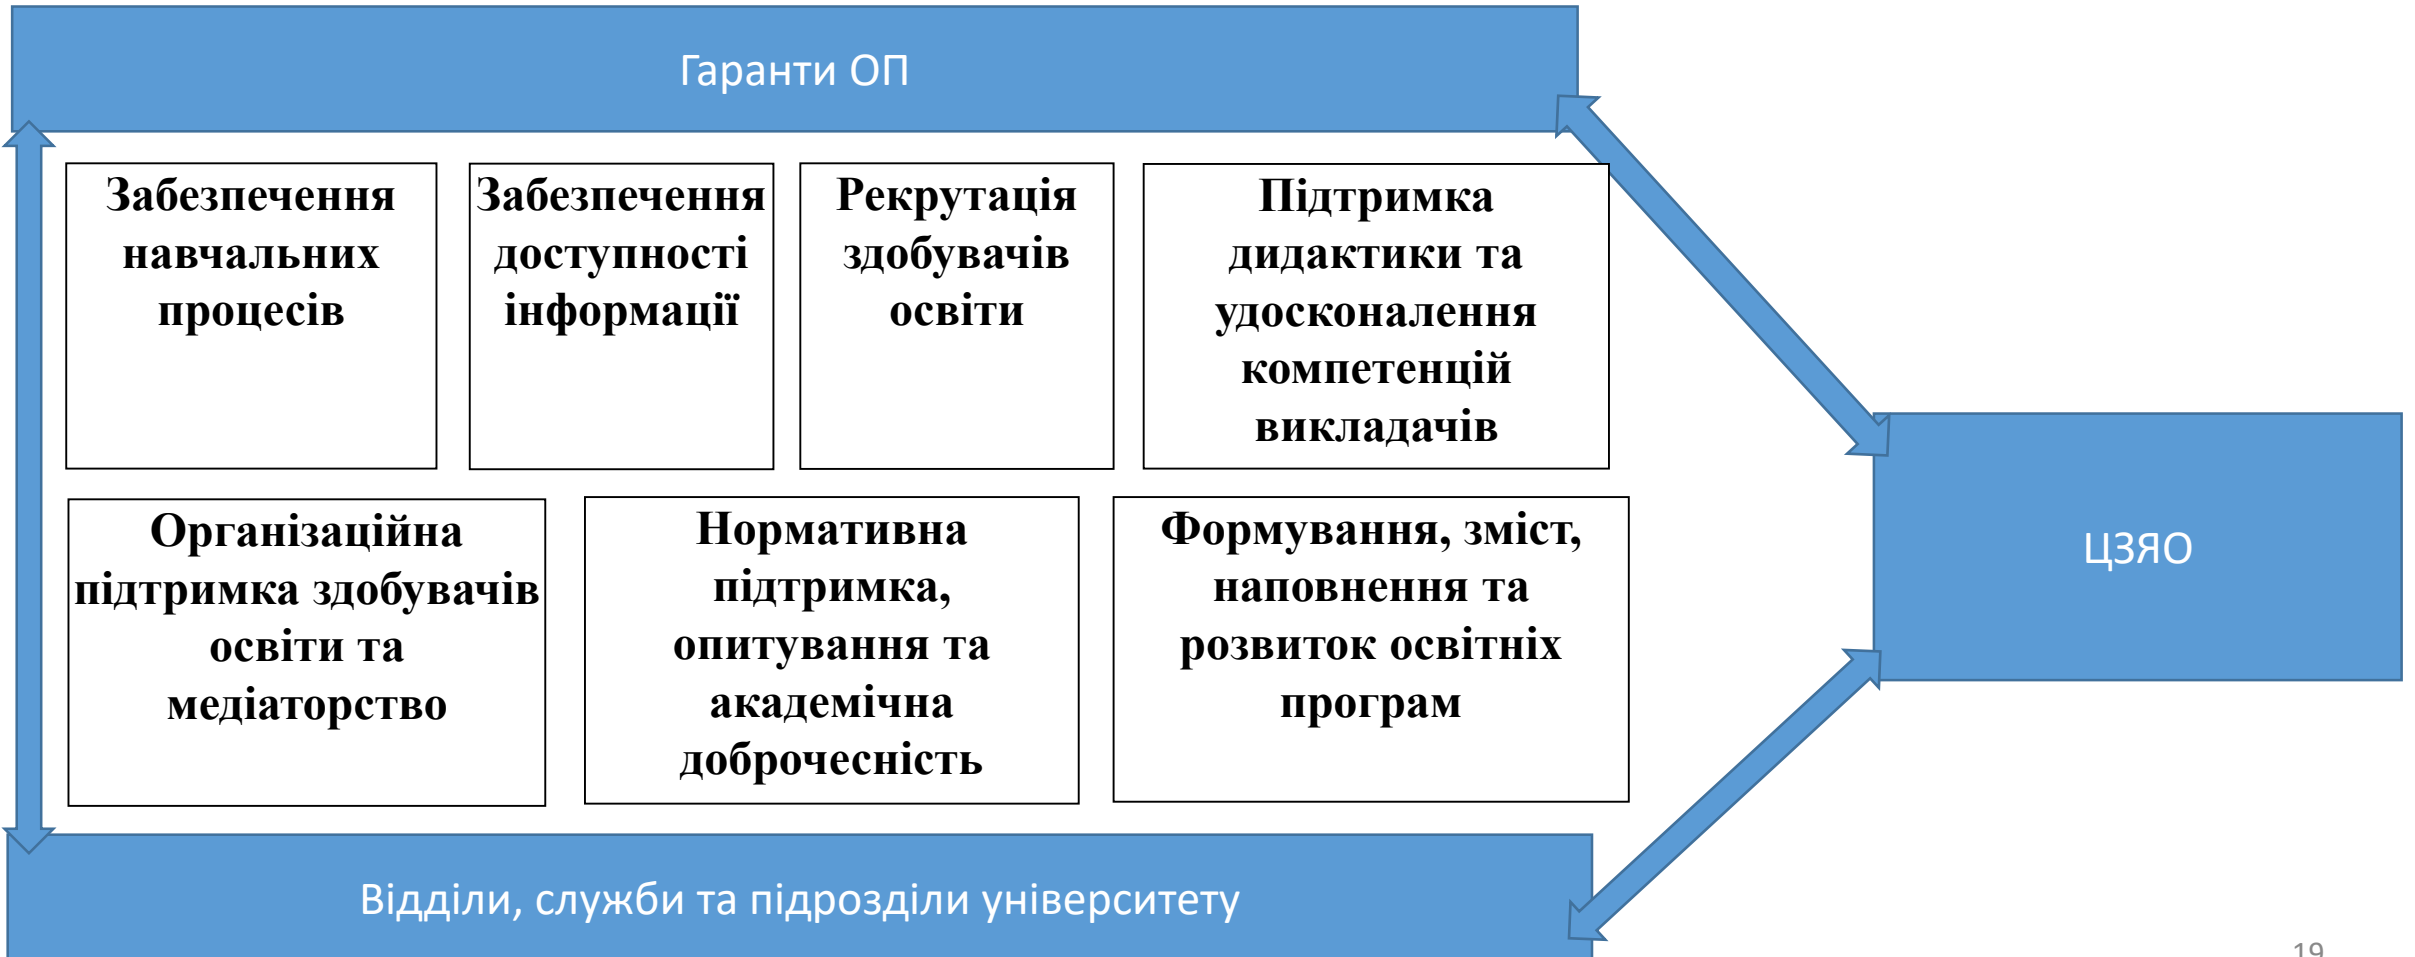 Гаранти ОП
Забезпечення
навчальних
процесів
Забезпечення
доступності
інформації
Рекрутація
здобувачів
освіти
Підтримка
дидактики та
удосконалення
компетенцій
викладачів
Організаційна
підтримка здобувачів
освіти та
медіаторство
Нормативна
підтримка,
опитування та
академічна
доброчесність
Формування, зміст,
наповнення та
розвиток освітніх
програм
ЦЗЯО
Відділи, служби та підрозділи університету
19